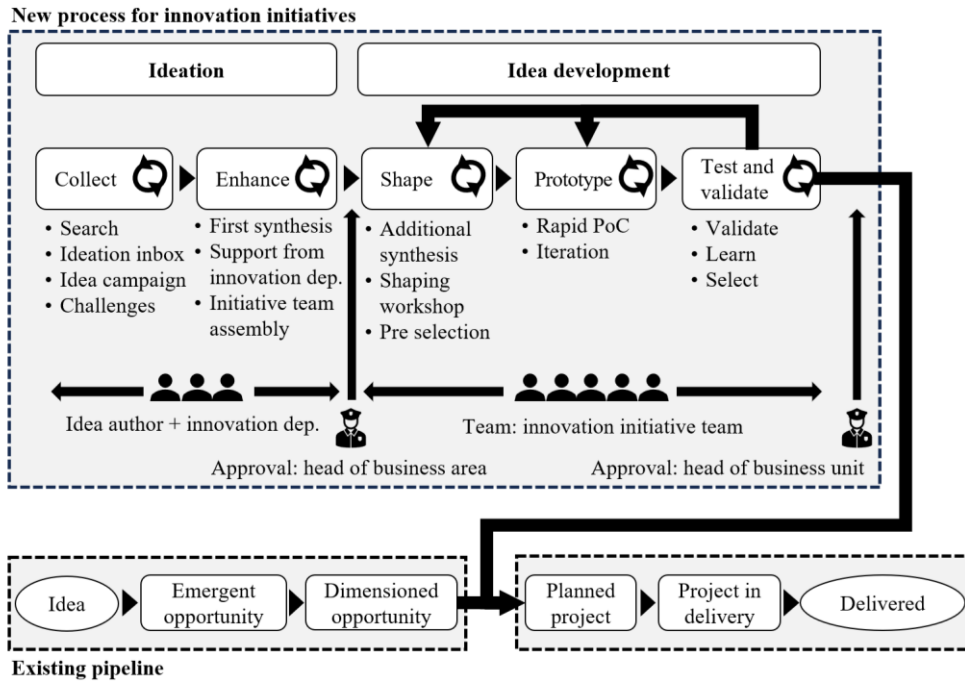 New process for innovation initiatives
Ideation
Idea development
Collect
Enhance
Shape
Prototype
Test and
validate
• Search
• Ideation inbox
• Idea campaign
• Challenges
• First synthesis
• Support from
innovation dep.
• Initiative team
assembly
• Additional
synthesis
• Shaping
workshop
• Pre selection
• Rapid PoC
• Iteration
• Validate
• Learn
• Select
Idea author + innovation dep.
Team: innovation initiative team
Approval: head of business area
Approval: head of business unit
Idea
Emergent
opportunity
Dimensioned
opportunity
Planned
project
Project in
delivery
Delivered
Existing pipeline